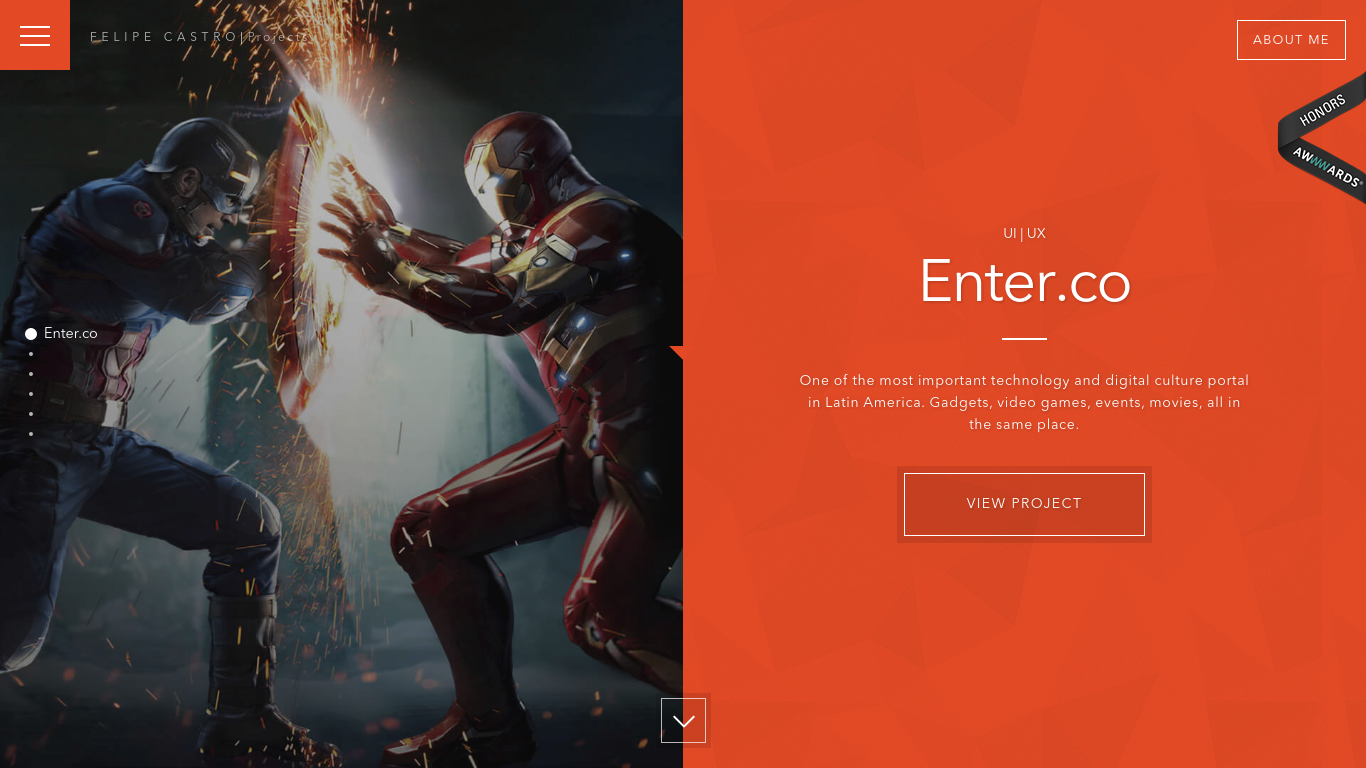 FELIPE CASTRO|Projects
ABOUT ME
HONORS
AWWWARDS
UI | UX
Enter.co
Enter.co
One of the most important technology and digital culture portal
in Latin America. Gadgets, video games, events, movies, all in
the same place.
VIEW PROJECT